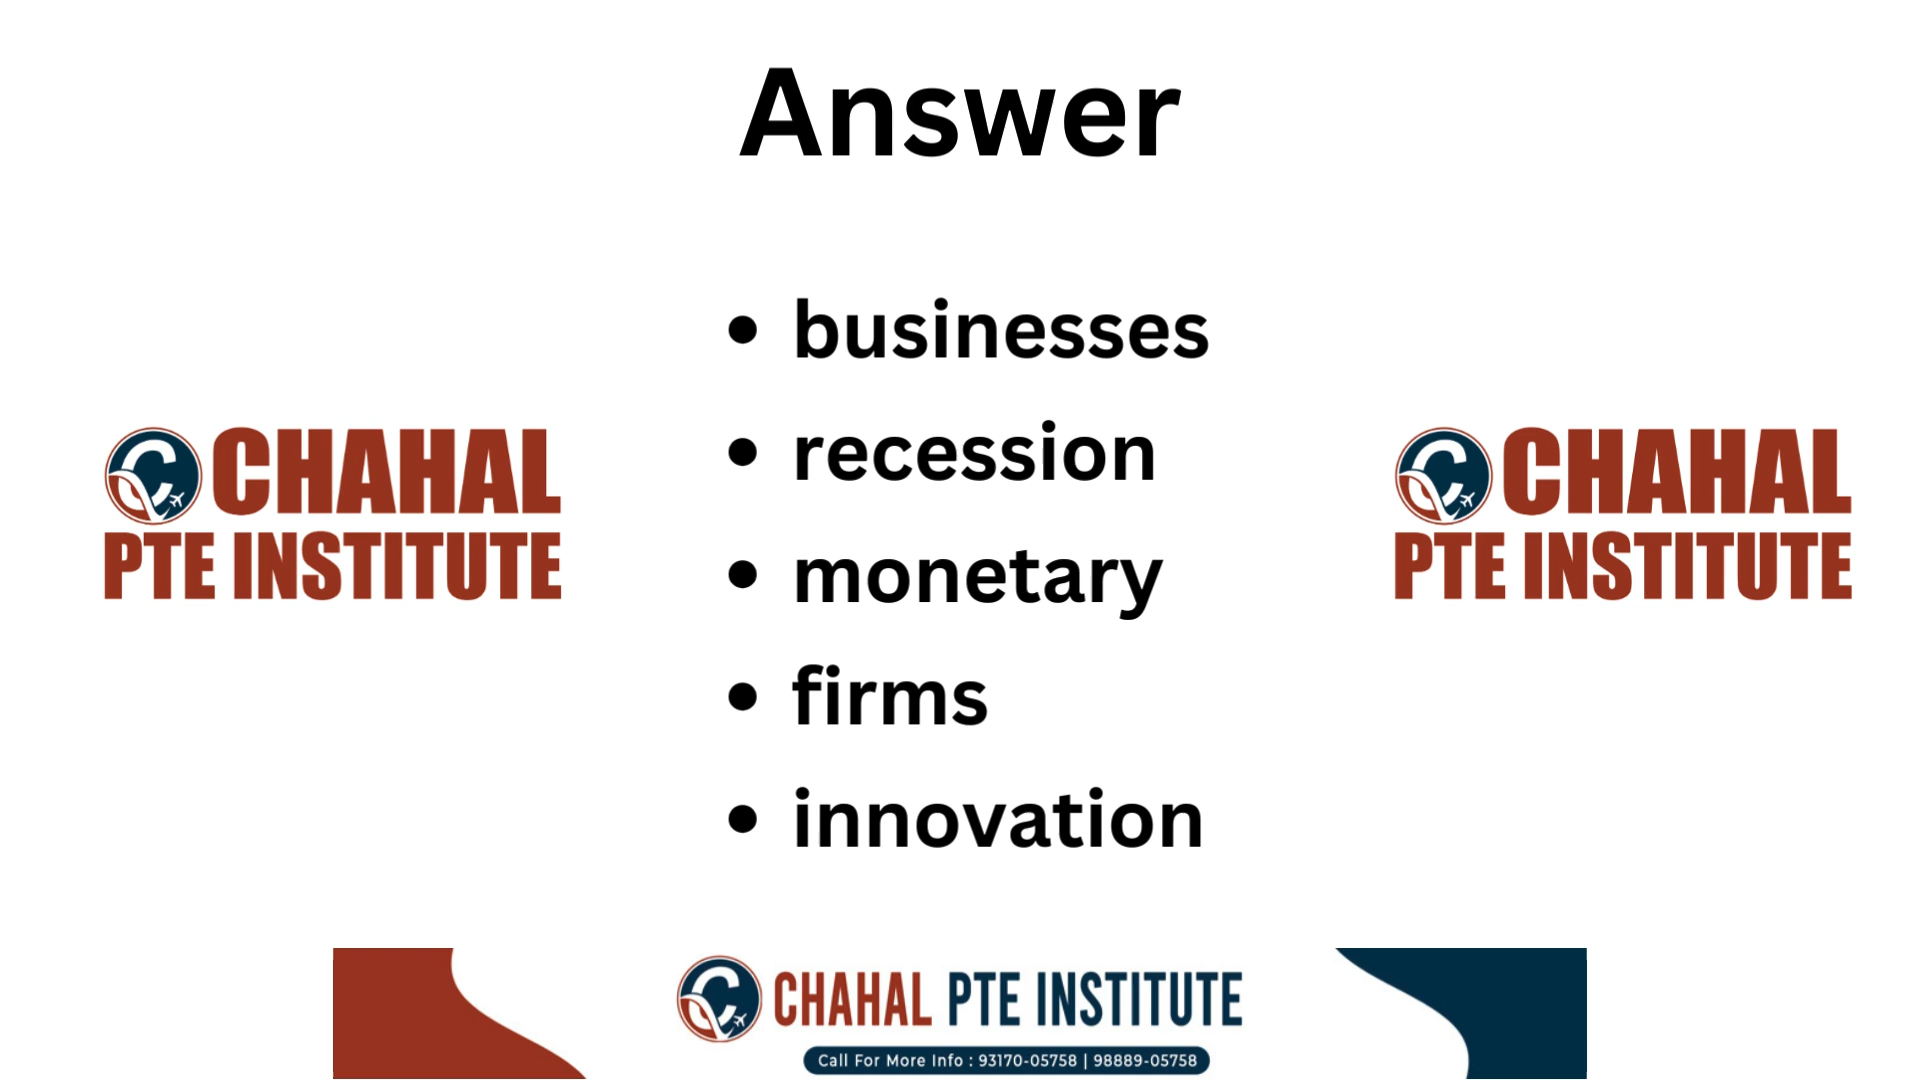 Answer
• businesses
• recession
• monetary
• firms
• innovation
CHAHAL
PTE INSTITUTE
CHAHAL
PTE INSTITUTE
CHAHAL PTE INSTITUTE
Call For More Info : 93170-05758 | 98889-05758